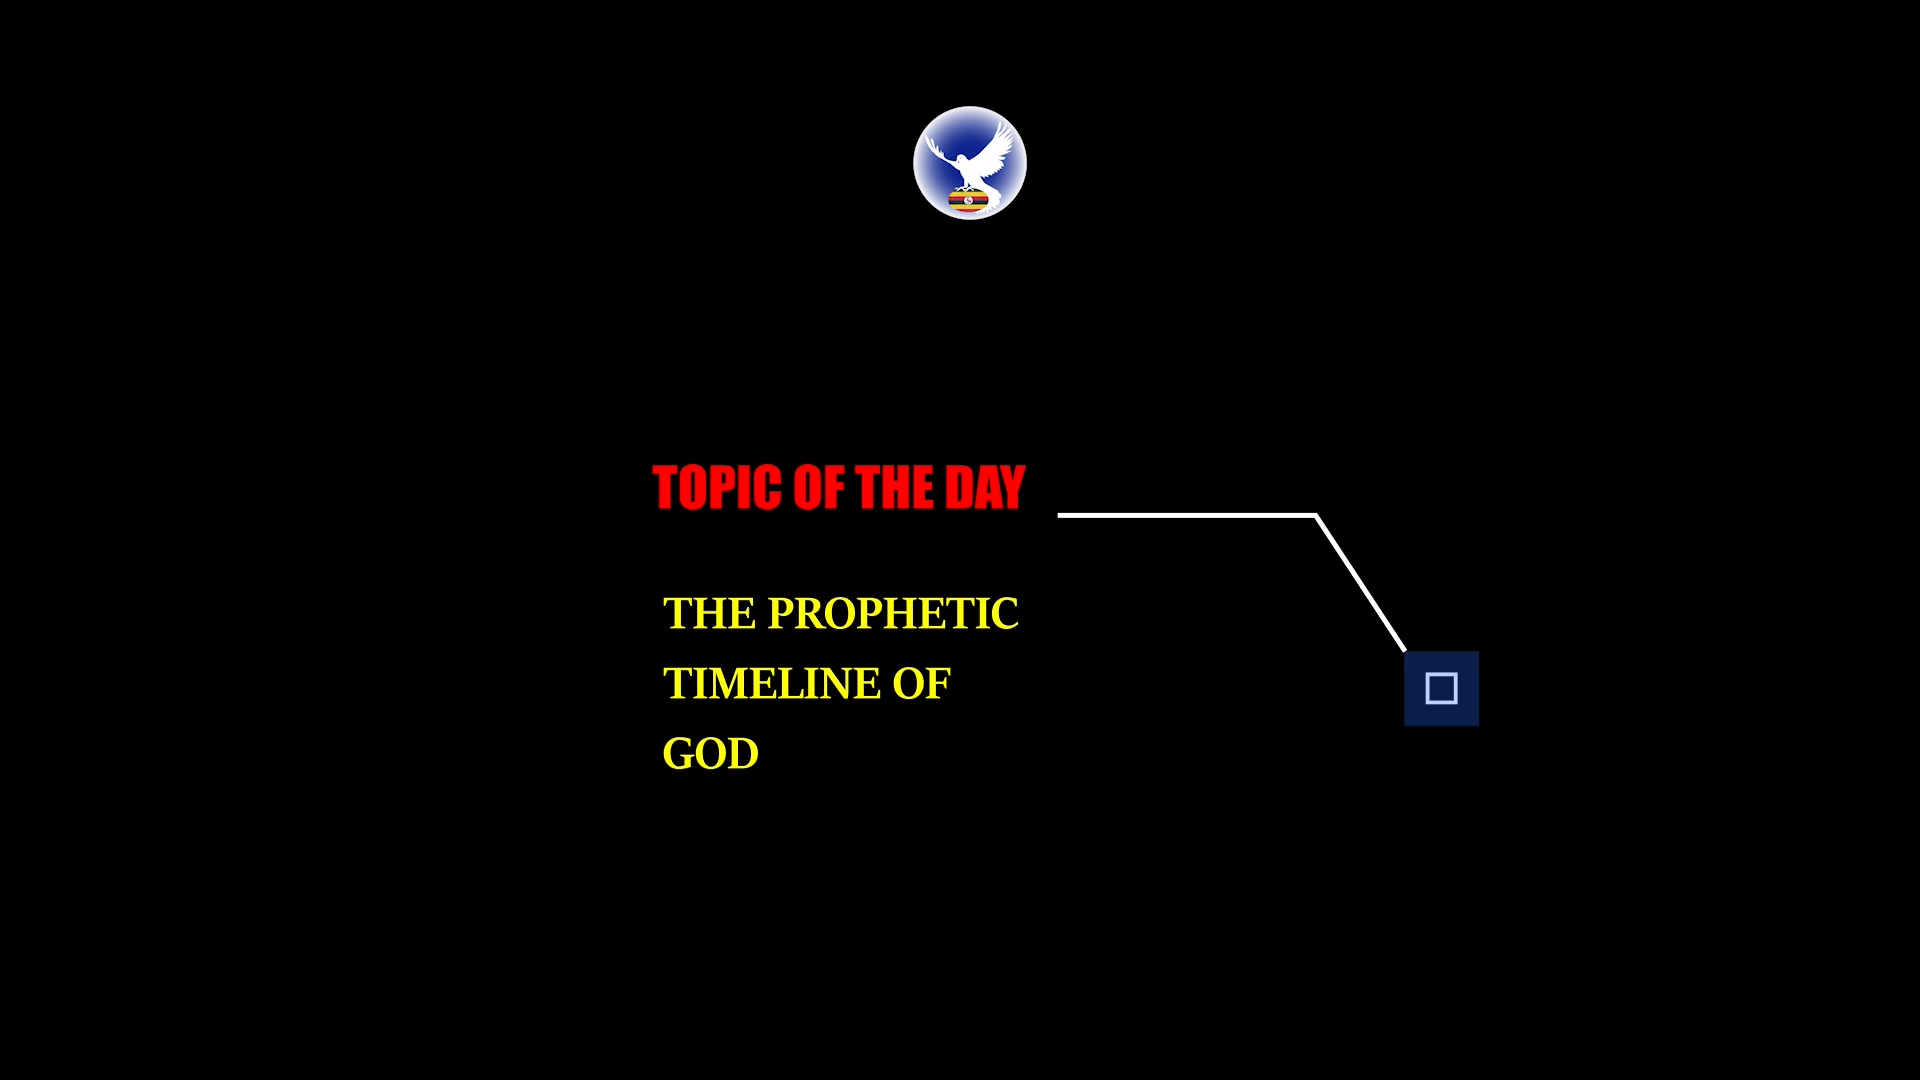 TOPIC OF THE DAY
THE PROPHETIC
TIMELINE OF
GOD